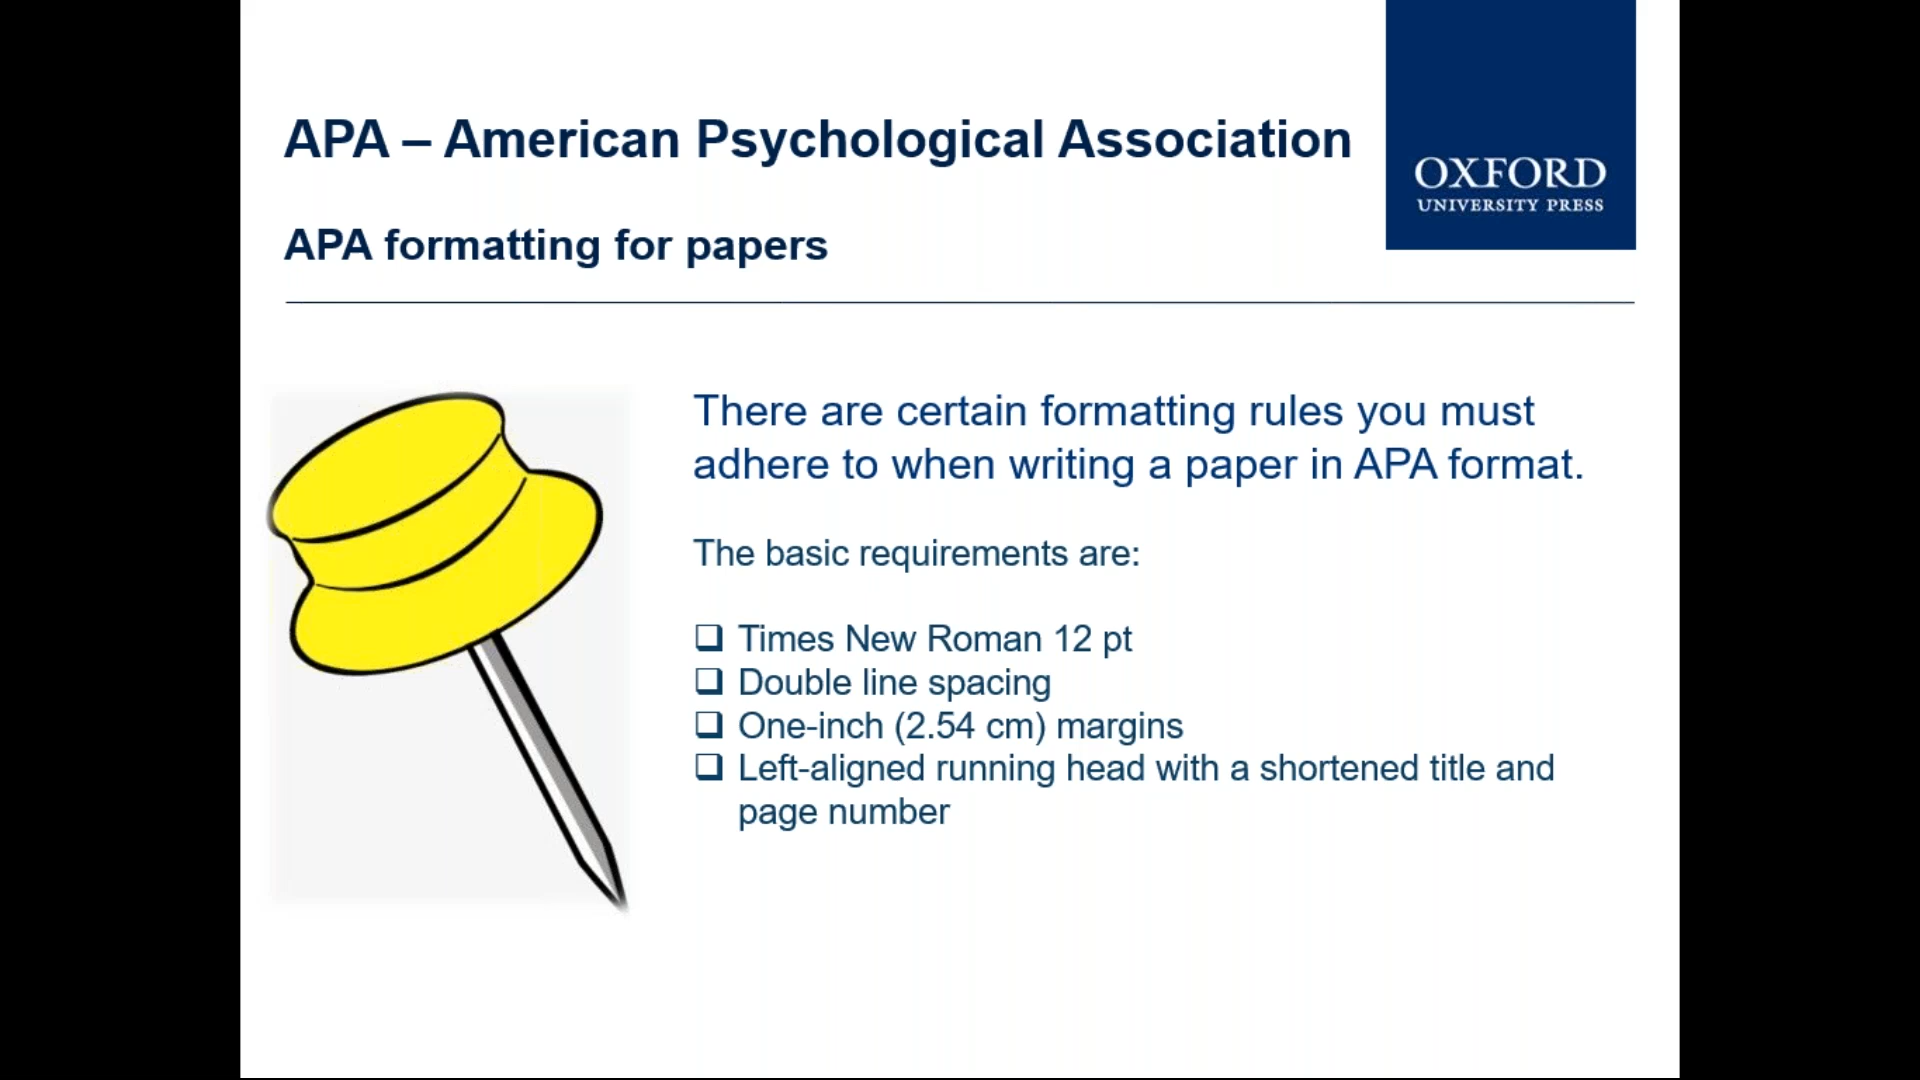 APA – American Psychological Association
OXFORD
UNIVERSITY PRESS
APA formatting for papers
There are certain formatting rules you must
adhere to when writing a paper in APA format.
The basic requirements are:
❑ Times New Roman 12 pt
❑ Double line spacing
❑ One-inch (2.54 cm) margins
❑ Left-aligned running head with a shortened title and
page number